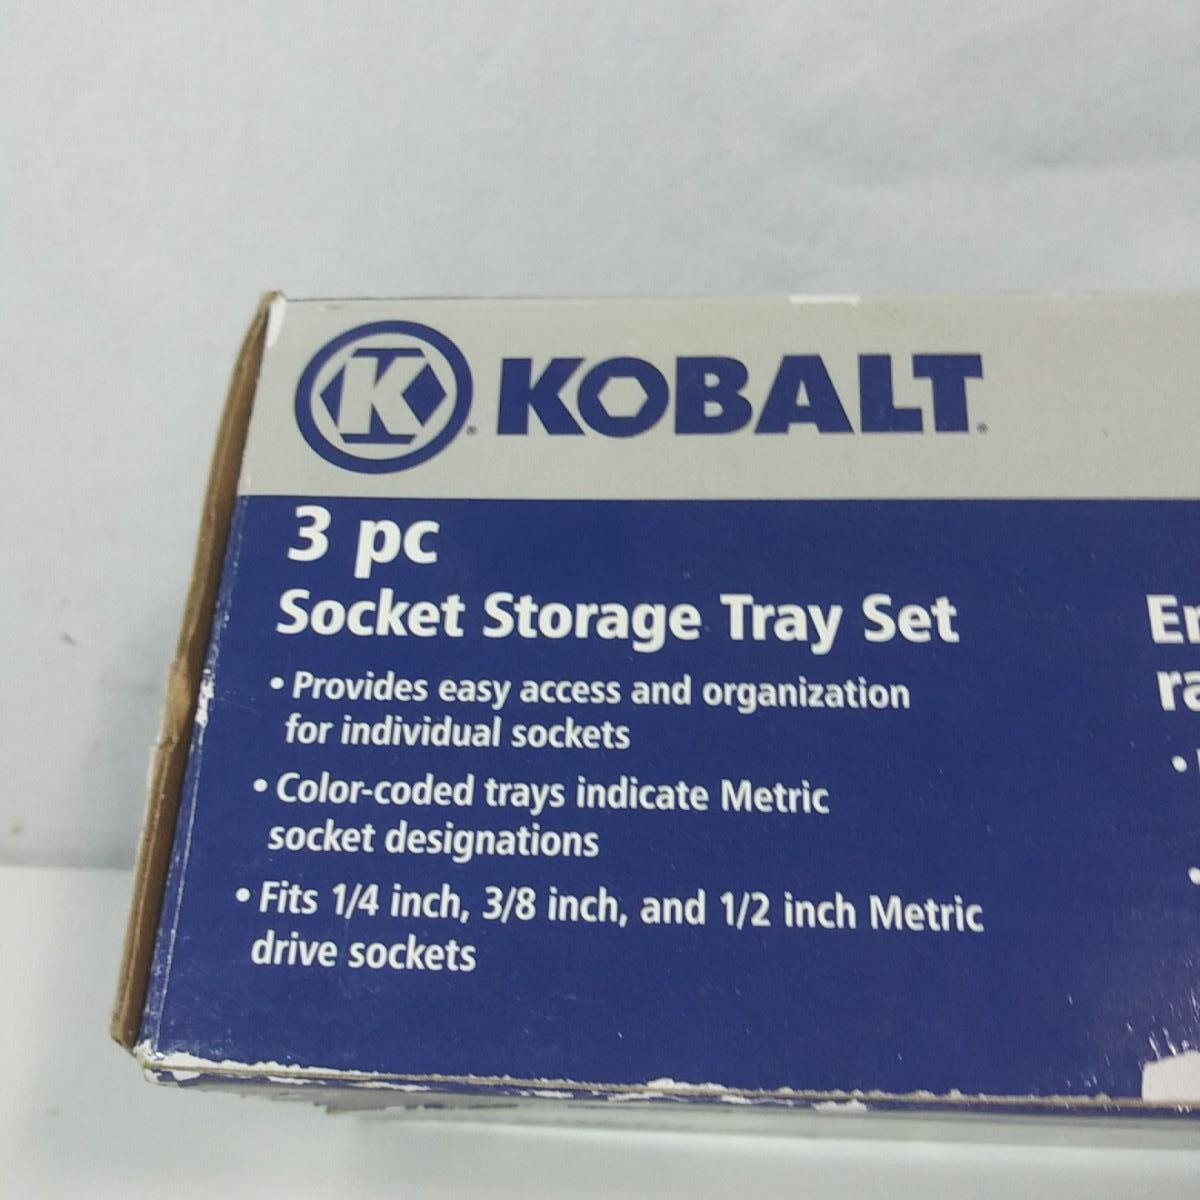 K® KOBALT®
3 pc
Socket Storage Tray Set
• Provides easy access and organization
for individual sockets
• Color-coded trays indicate Metric
socket designations
• Fits 1/4 inch, 3/8 inch, and 1/2 inch Metric
drive sockets